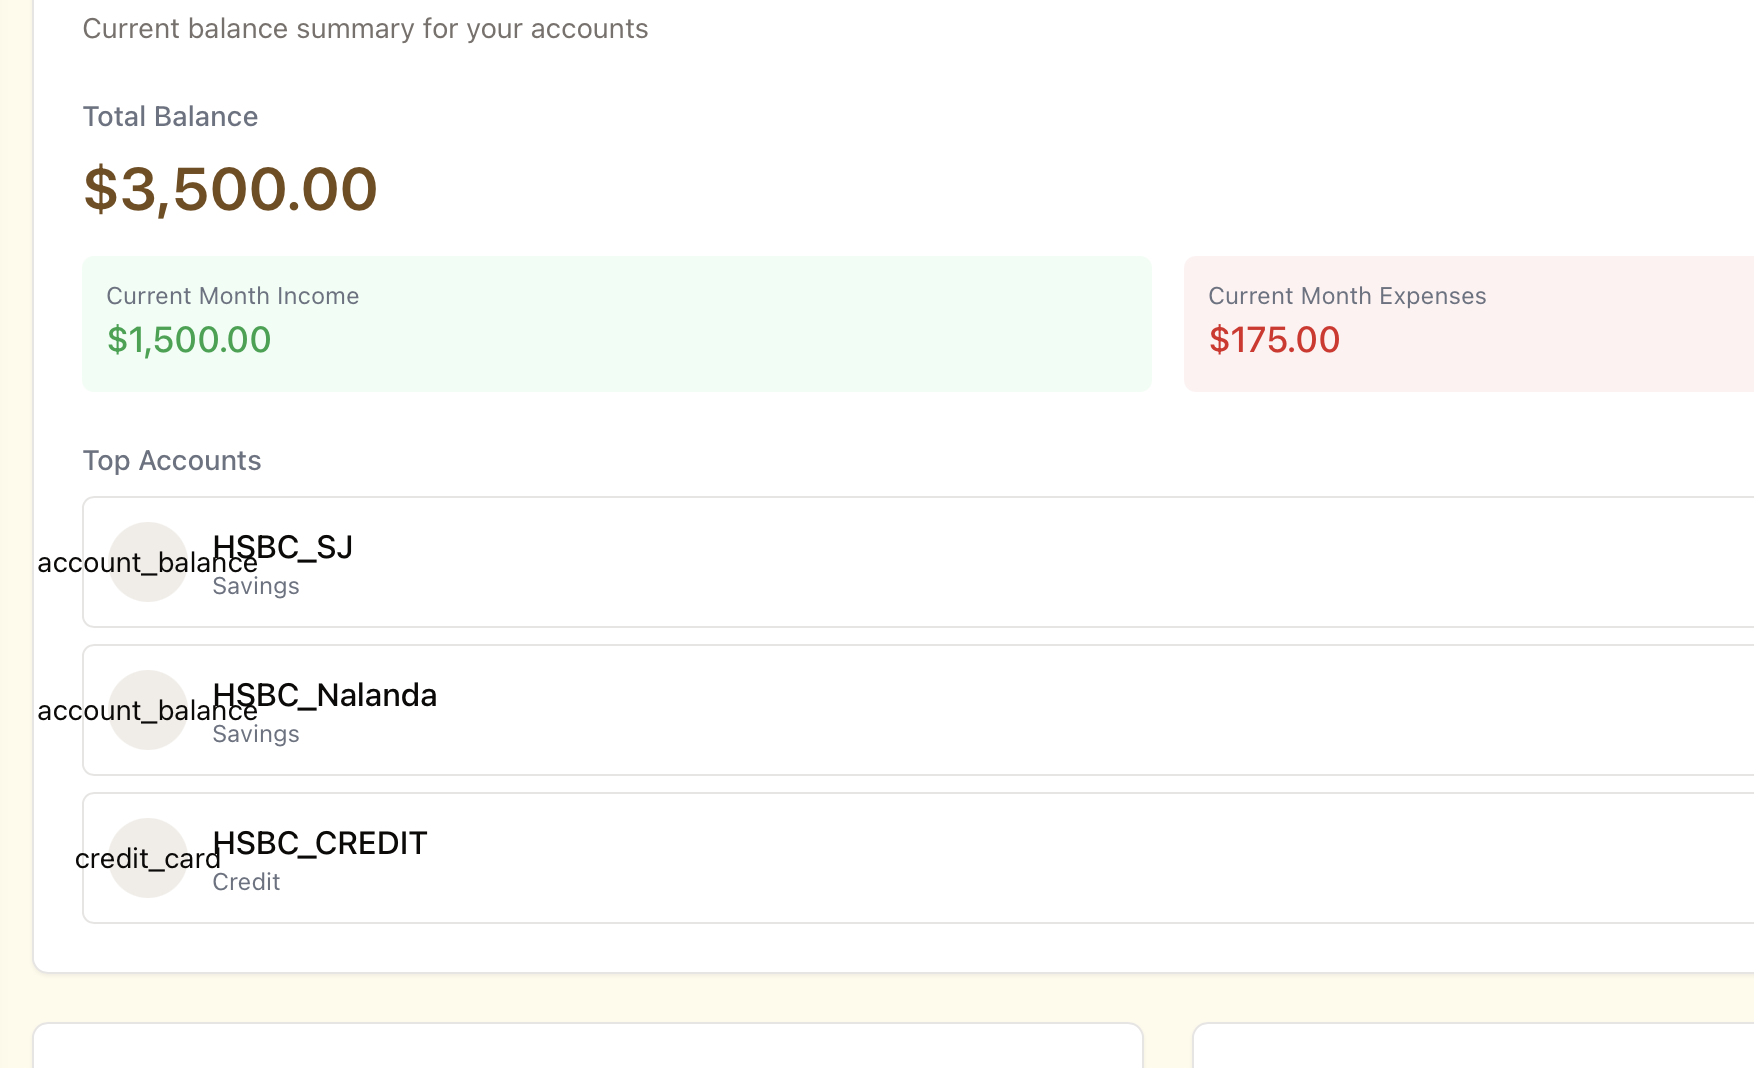 Current balance summary for your accounts
Total Balance
$3,500.00
Current Month Income
$1,500.00
Current Month Expenses
$175.00
Top Accounts
account_balance
HSBC_SJ
Savings
account_balance
HSBC_Nalanda
Savings
credit_card
HSBC_CREDIT
Credit